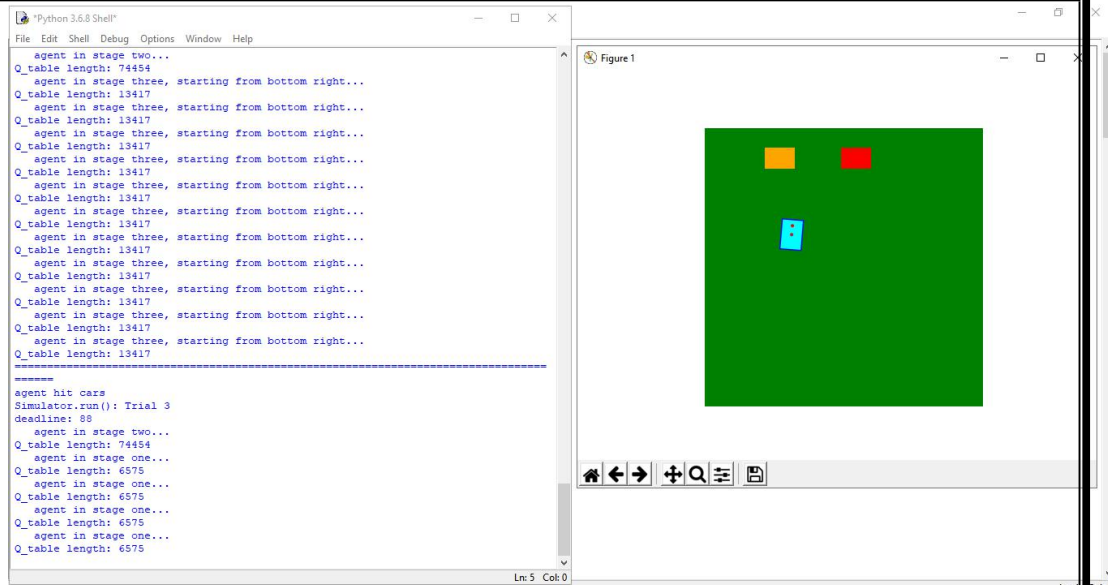 *Python 3.6.8 Shell*
File Edit Shell Debug Options Window Help
agent in stage two...
Q_table length: 74454
agent in stage three, starting from bottom right...
Q_table length: 13417
agent in stage three, starting from bottom right...
Q_table length: 13417
agent in stage three, starting from bottom right...
Q_table length: 13417
agent in stage three, starting from bottom right...
Q_table length: 13417
agent in stage three, starting from bottom right...
Q_table length: 13417
agent in stage three, starting from bottom right...
Q_table length: 13417
agent in stage three, starting from bottom right...
Q_table length: 13417
agent in stage three, starting from bottom right...
Q_table length: 13417
agent in stage three, starting from bottom right...
Q_table length: 13417
agent in stage three, starting from bottom right...
Q_table length: 13417
agent in stage three, starting from bottom right...
Q_table length: 13417
================================================================================
======
agent hit cars
Simulator.run(): Trial 3
deadline: 88
agent in stage two...
Q_table length: 74454
agent in stage one...
Q_table length: 6575
agent in stage one...
Q_table length: 6575
agent in stage one...
Q_table length: 6575
agent in stage one...
Q_table length: 6575
Ln: 5 Col: 0
Figure 1